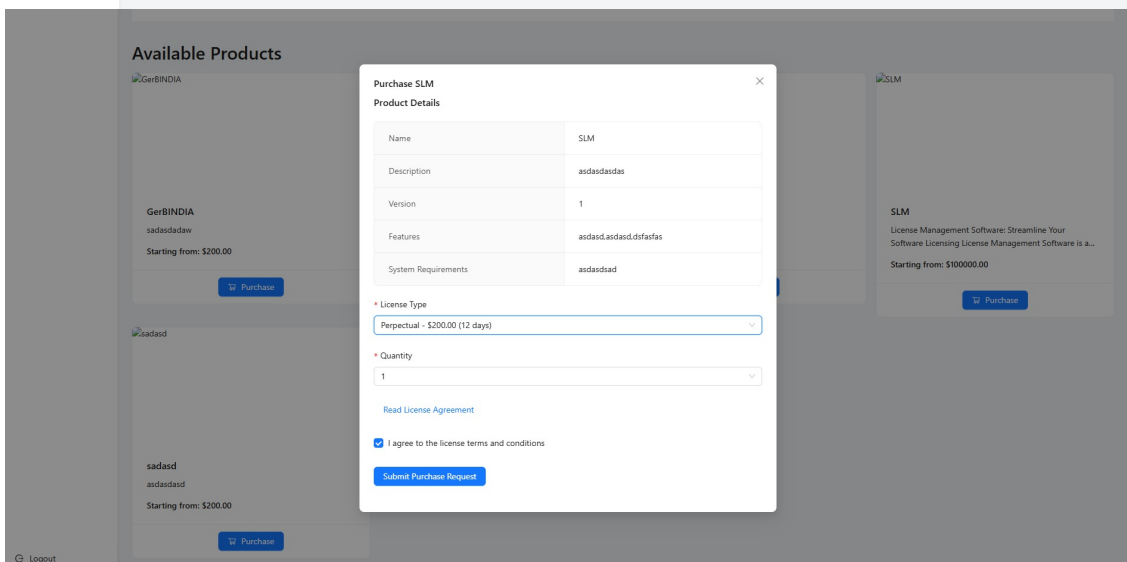 Available Products
GerBINDIA
GerBINDIA
sadasdadaw
Starting from: $200.00
Purchase
Purchase SLM
Product Details
Name SLM
Description asdasdasdas
Version 1
Features asdasd,asdasd,dsfasfas
System Requirements asdasdsad
* License Type
Perpectual - $200.00 (12 days)
* Quantity
1
Read License Agreement
I agree to the license terms and conditions
Submit Purchase Request
SLM
SLM
License Management Software: Streamline Your
Software Licensing License Management Software is a...
Starting from: $100000.00
Purchase
sadasd
sadasd
asdasdasd
Starting from: $200.00
Purchase
Logout